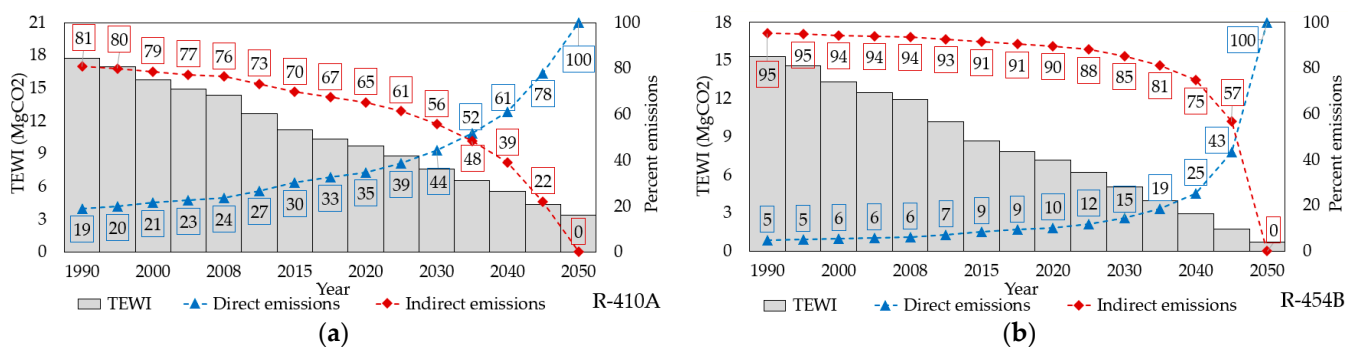 21 100
18 80
15
12 60
9 40
6
3 20
0 0
TEWI (MgCO2)
Percent emissions
81 80 79 77 76 73 70 67 65 61 56 48 39 22 0
19 20 21 23 24 27 30 33 35 39 44 52 61 78 100
1990 2000 2008 2015 2020 2030 2040 2050
Year
TEWI Direct emissions Indirect emissions R-410A
(a)
18 100
15 80
12 60
9
6 40
3 20
0 0
TEWI (MgCO2)
Percent emissions
95 95 94 94 94 93 91 91 90 88 85 81 75 57 0
5 5 6 6 6 7 9 9 10 12 15 19 25 43 100
1990 2000 2008 2015 2020 2030 2040 2050
Year
TEWI Direct emissions Indirect emissions R-454B
(b)